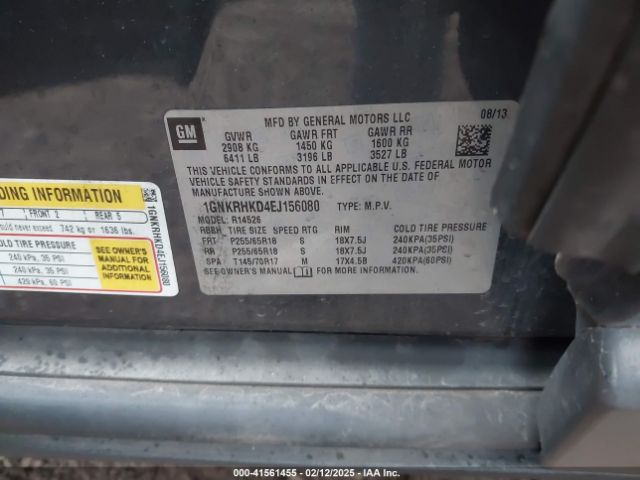 GM
MFD BY GENERAL MOTORS LLC
08/13
GVWR GAWR FRT GAWR RR
2908 KG 1450 KG 1600 KG
6411 LB 3196 LB 3527 LB
THIS VEHICLE CONFORMS TO ALL APPLICABLE U.S. FEDERAL MOTOR
VEHICLE SAFETY STANDARDS IN EFFECT ON THE DATE OF
MANUFACTURE SHOWN ABOVE.
1GNKRHKD4EJ156080 TYPE: M.P.V.
MODEL: R14526
RBBH TIRE SIZE SPEED RTG RIM COLD TIRE PRESSURE
FRT P255/65R18 S 18X7.5J 240KPA(35PSI)
RR P255/65R18 S 18X7.5J 240KPA(35PSI)
SPA T145/70R17 M 17X4.5B 420KPA(60PSI)
SEE OWNER'S MANUAL FOR MORE INFORMATION
DING INFORMATION
FRONT 2 REAR 5
ould never exceed 742 kg or 1636 lbs.
COLD TIRE PRESSURE
240 kPa, 35 PSI
240 kPa, 35 PSI
420 kPa, 60 PSI
SEE OWNER'S
MANUAL FOR
ADDITIONAL
INFORMATION
1GNKRHKD4EJ156080
000-41561455 - 02/12/2025 - IAA, Inc.